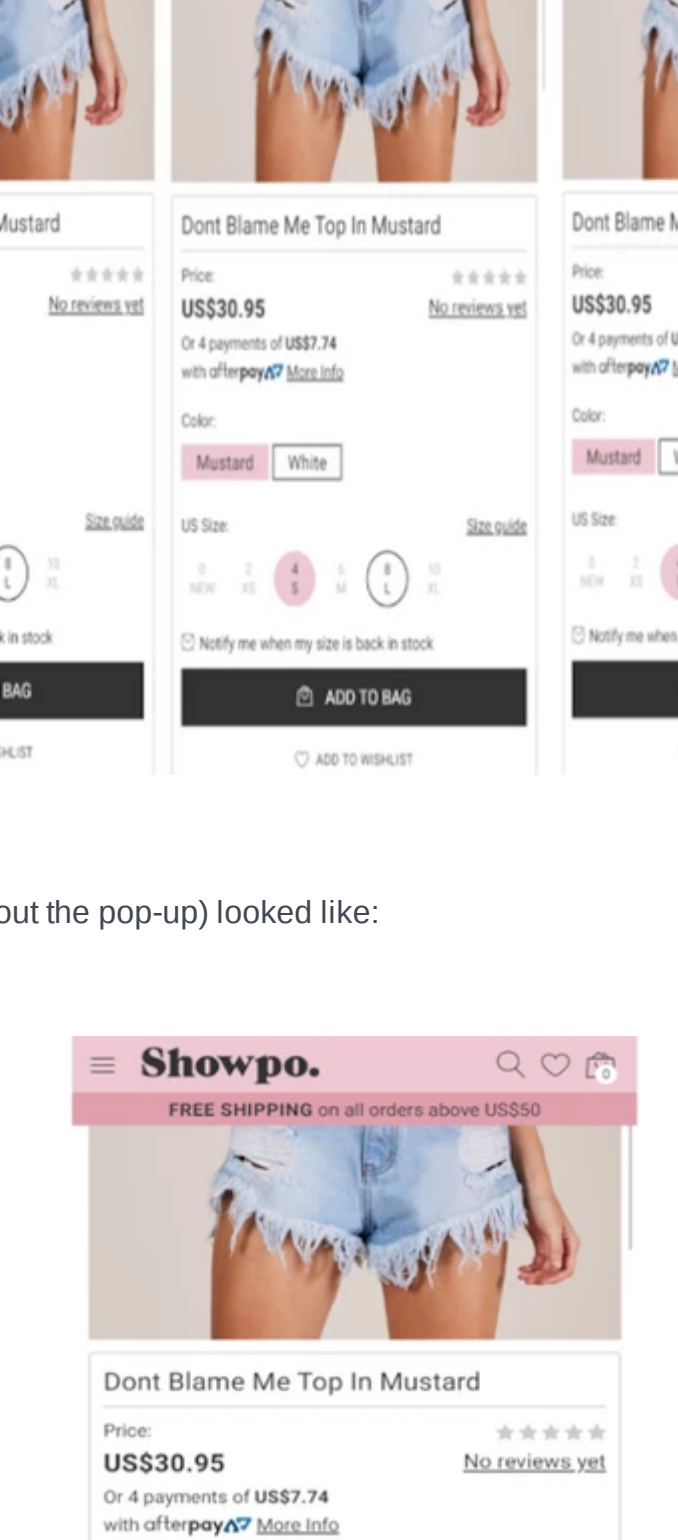 Mustard
No reviews yet
Size guide
8
L
10
XL
k in stock
BAG
HLIST
Dont Blame Me Top In Mustard
Price:
US$30.95
No reviews yet
Or 4 payments of US$7.74
with afterpay More Info
Color:
Mustard White
US Size: Size guide
0 2 4 6 8 10
NEW XS S M L XL
Notify me when my size is back in stock
ADD TO BAG
ADD TO WISHLIST
Dont Blame M
Price:
US$30.95
Or 4 payments of U
with afterpay
Color:
Mustard
US Size:
0 2
NEW XS
Notify me when
out the pop-up) looked like:
Showpo.
0
FREE SHIPPING on all orders above US$50
Dont Blame Me Top In Mustard
Price:
US$30.95
No reviews yet
Or 4 payments of US$7.74
with afterpay More Info